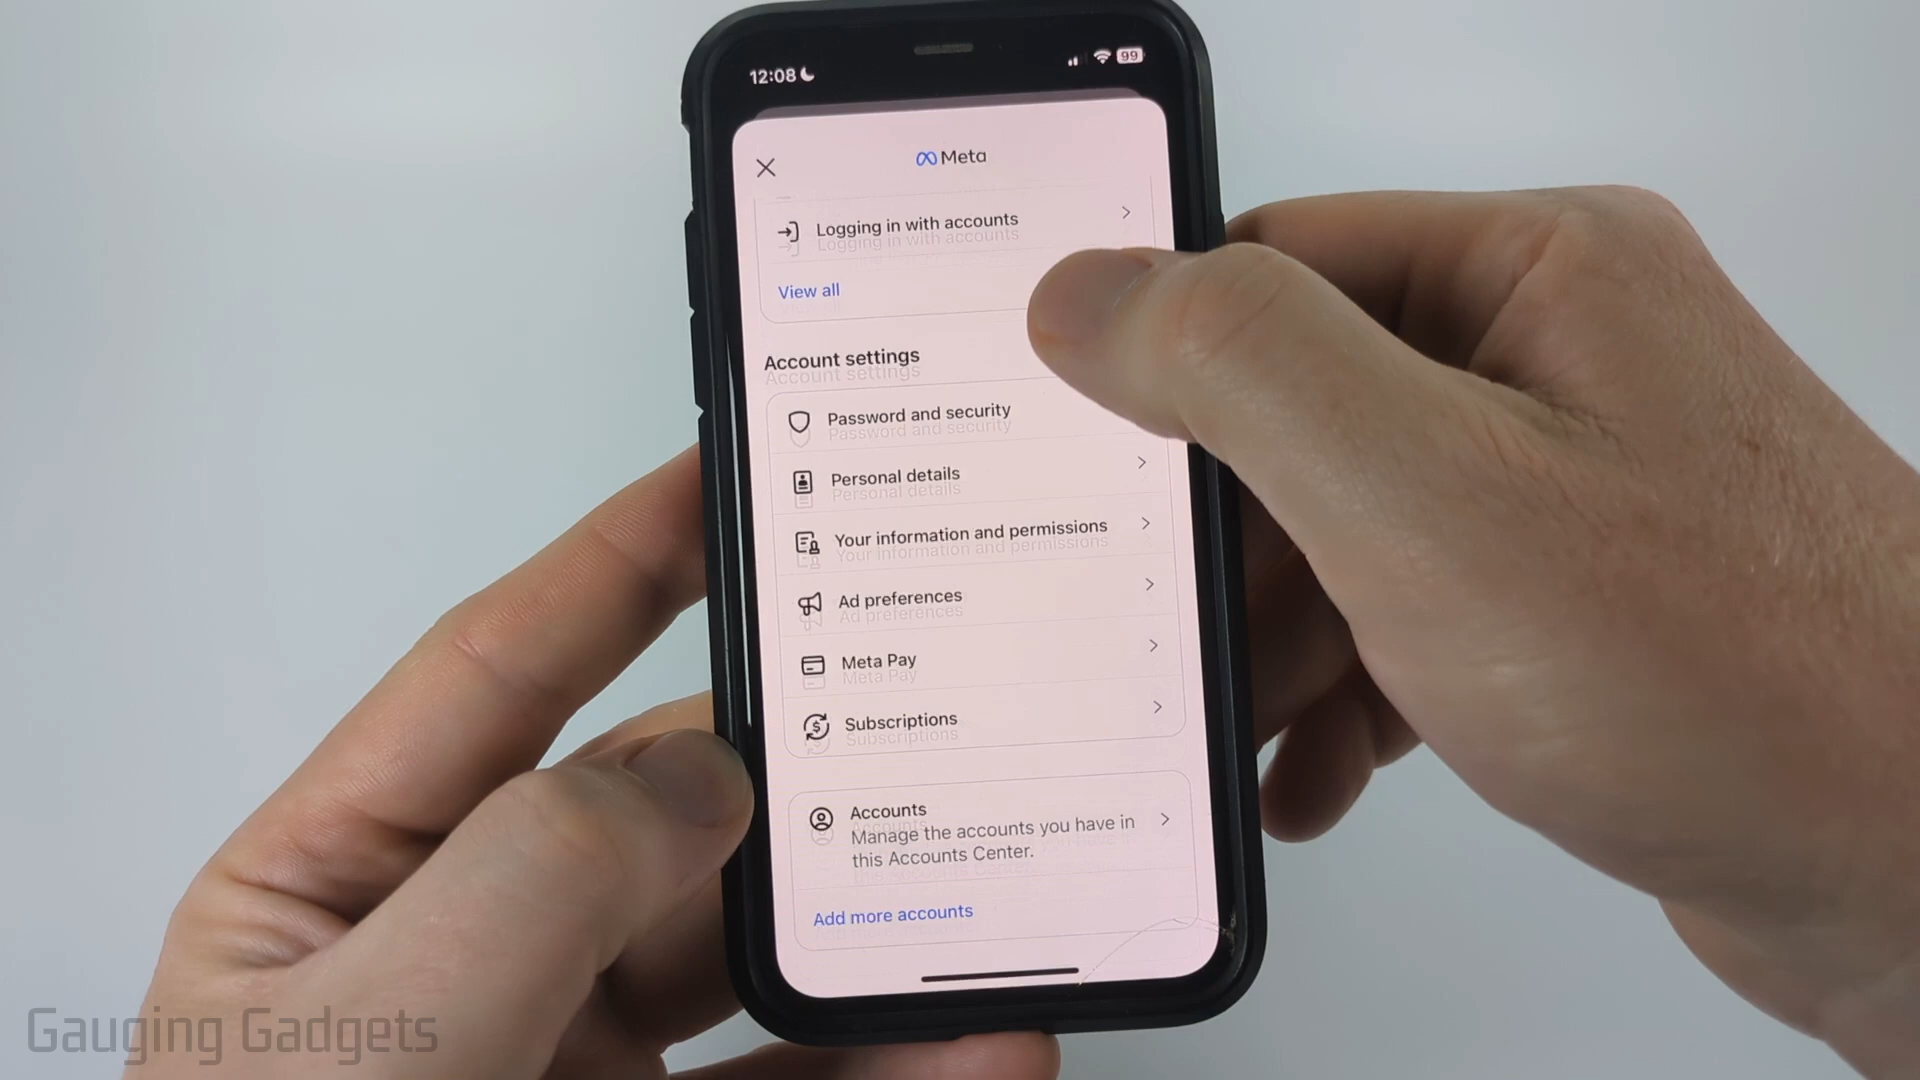 12:08
99
Meta
Logging in with accounts
View all
Account settings
Password and security
Personal details
Your information and permissions
Ad preferences
Meta Pay
Subscriptions
Accounts
Manage the accounts you have in
this Accounts Center.
Add more accounts
Gauging Gadgets